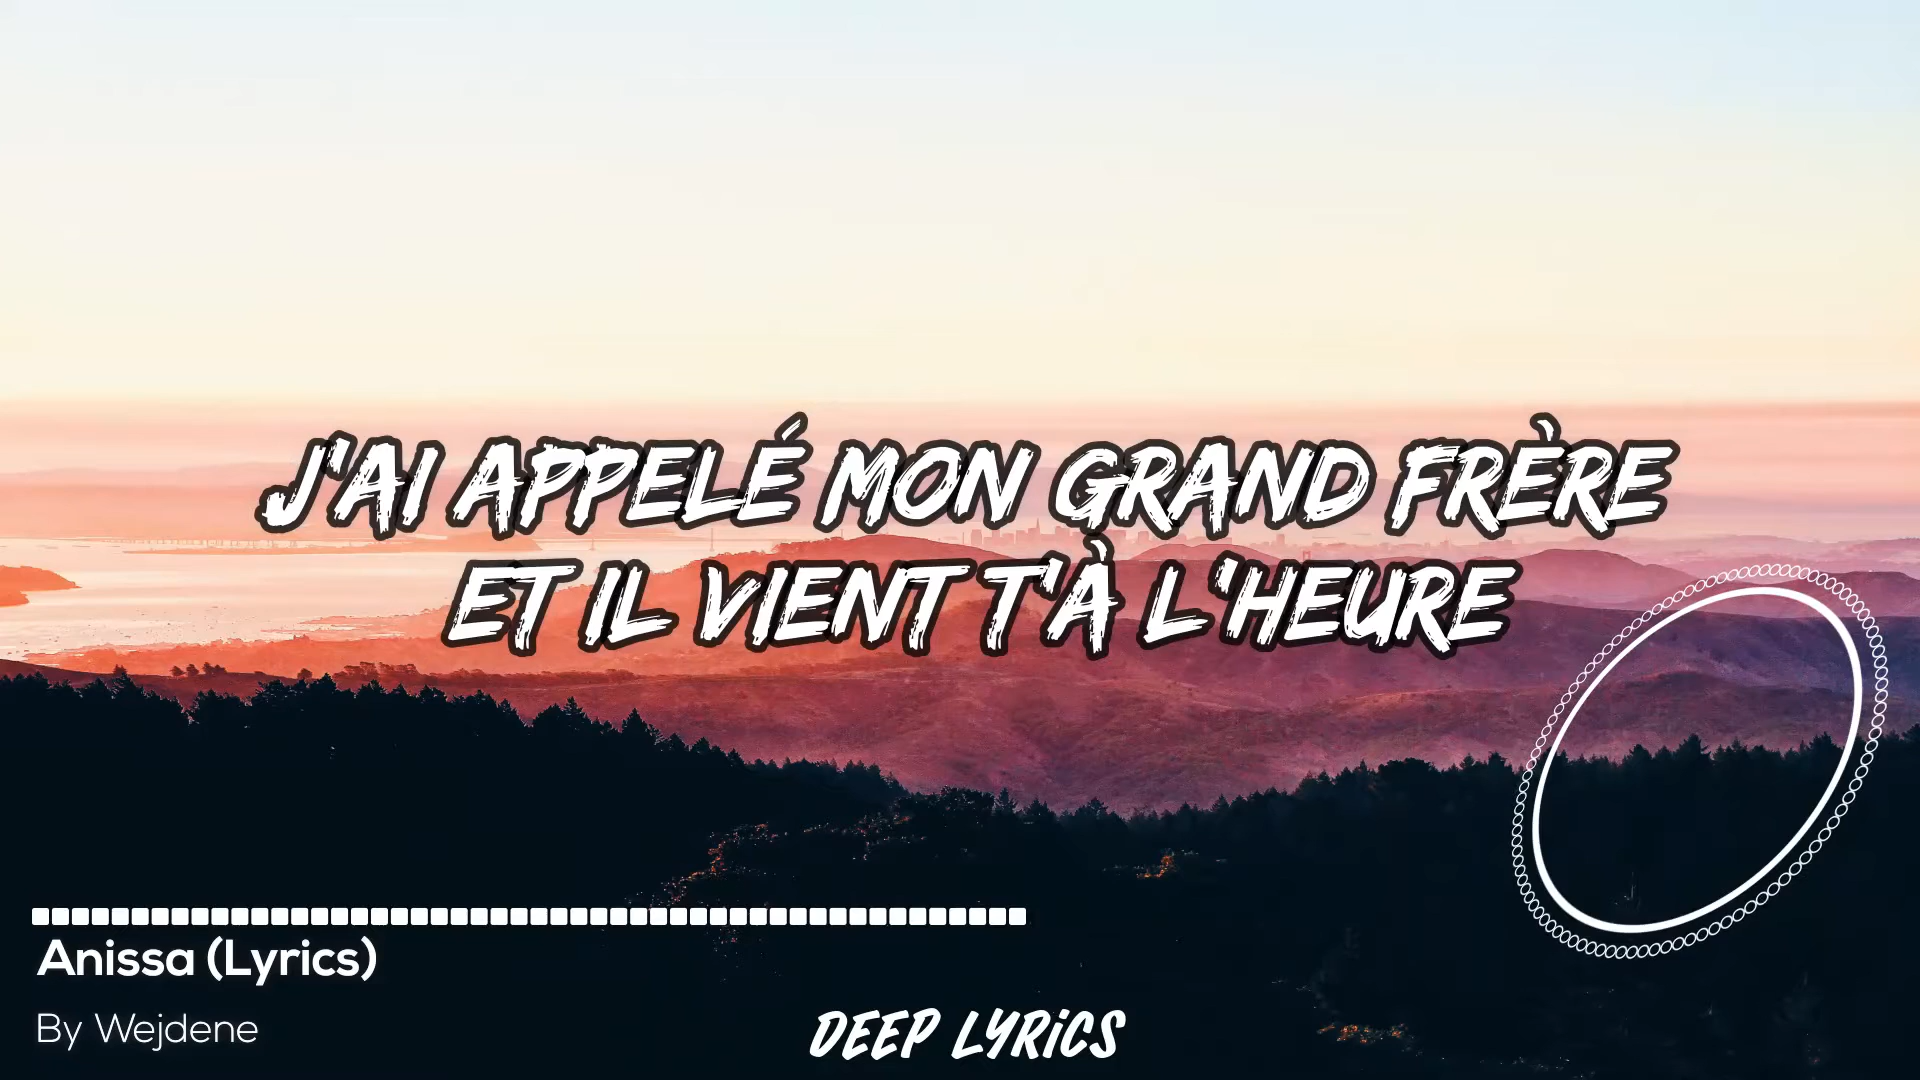 J'AI APPELÉ MON GRAND FRÈRE
ET IL VIENT T'À L'HEURE
Anissa (Lyrics)
By Wejdene
DEEP LYRiCS